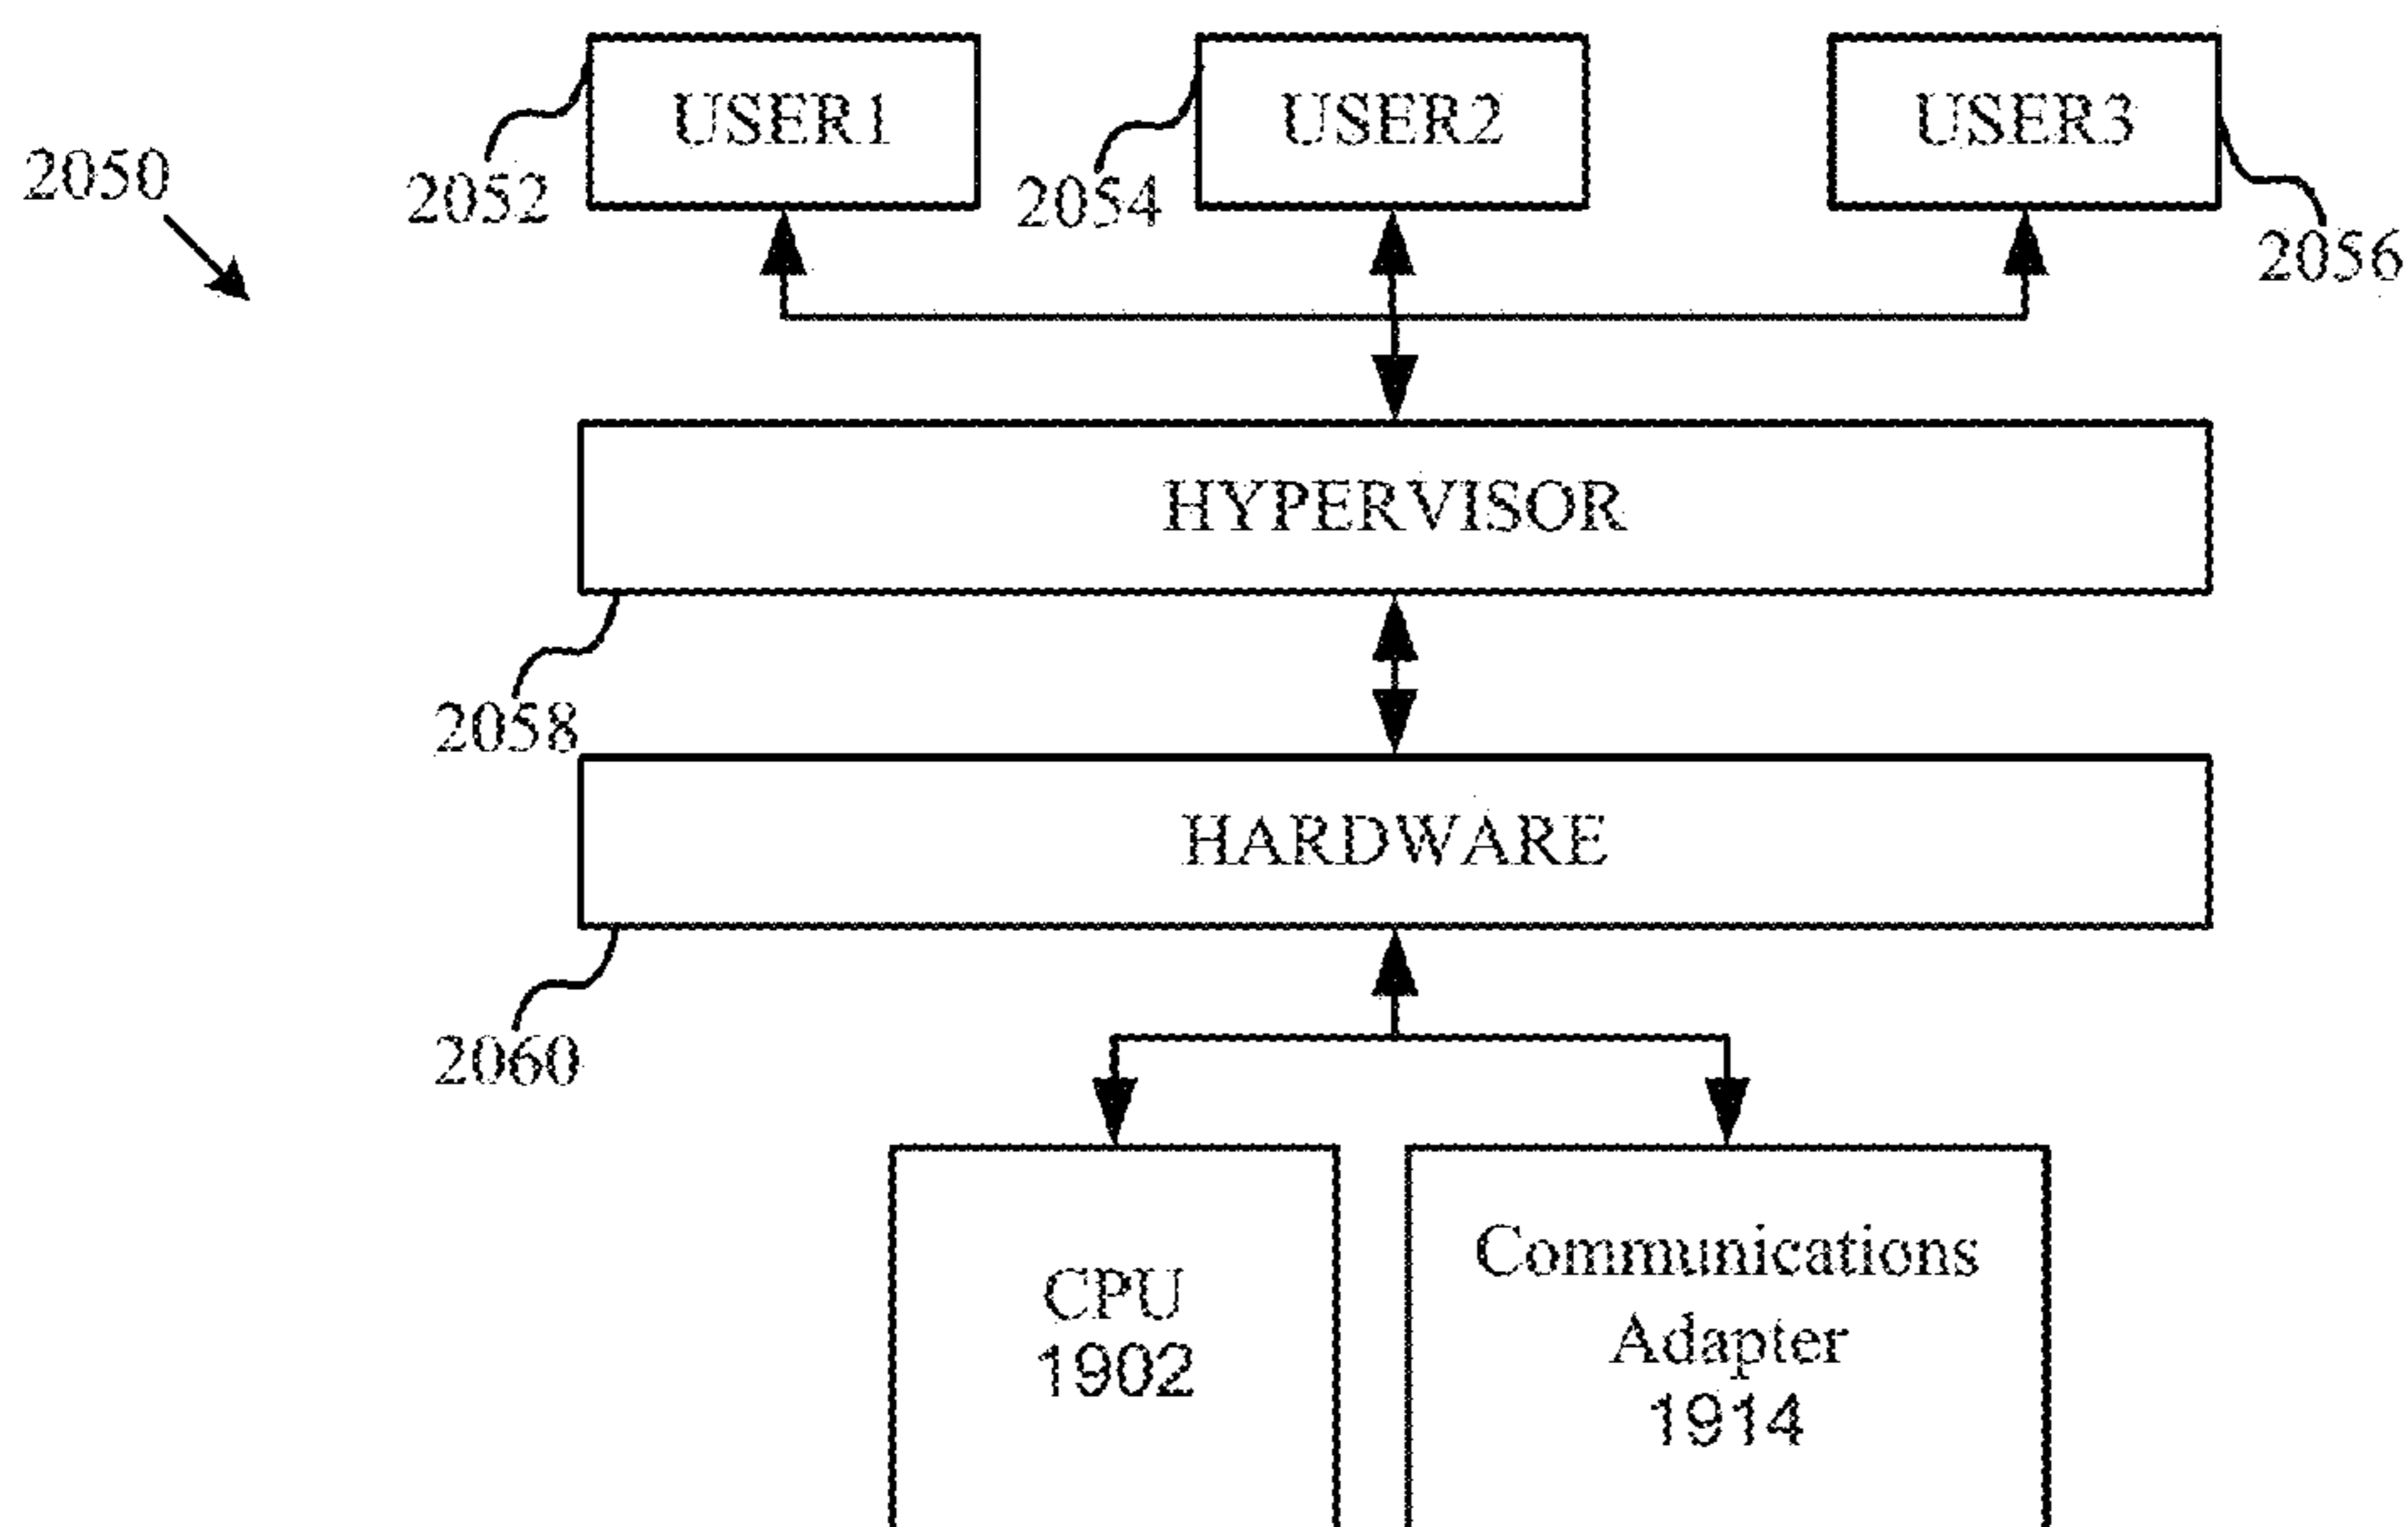 USER1
USER2
USER3
2050
2052
2054
2056
HYPERVISOR
2058
HARDWARE
2060
CPU
1902
Communications
Adapter
1914